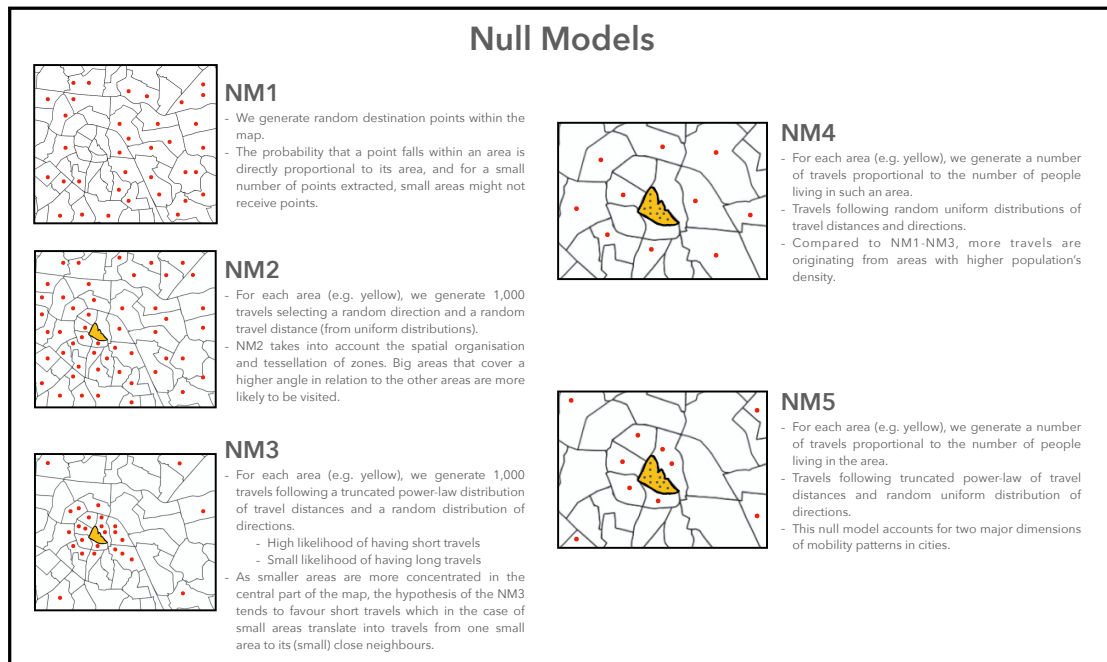 Null Models
NM1
- We generate random destination points within the
map.
- The probability that a point falls within an area is
directly proportional to its area, and for a small
number of points extracted, small areas might not
receive points.
NM2
- For each area (e.g. yellow), we generate 1,000
travels selecting a random direction and a random
travel distance (from uniform distributions).
- NM2 takes into account the spatial organisation
and tessellation of zones. Big areas that cover a
higher angle in relation to the other areas are more
likely to be visited.
NM3
- For each area (e.g. yellow), we generate 1,000
travels following a truncated power-law distribution
of travel distances and a random distribution of
directions.
- High likelihood of having short travels
- Small likelihood of having long travels
- As smaller areas are more concentrated in the
central part of the map, the hypothesis of the NM3
tends to favour short travels which in the case of
small areas translate into travels from one small
area to its (small) close neighbours.
NM4
- For each area (e.g. yellow), we generate a number
of travels proportional to the number of people
living in such an area.
- Travels following random uniform distributions of
travel distances and directions.
- Compared to NM1-NM3, more travels are
originating from areas with higher population's
density.
NM5
- For each area (e.g. yellow), we generate a number
of travels proportional to the number of people
living in the area.
- Travels following truncated power-law of travel
distances and random uniform distribution of
directions.
- This null model accounts for two major dimensions
of mobility patterns in cities.